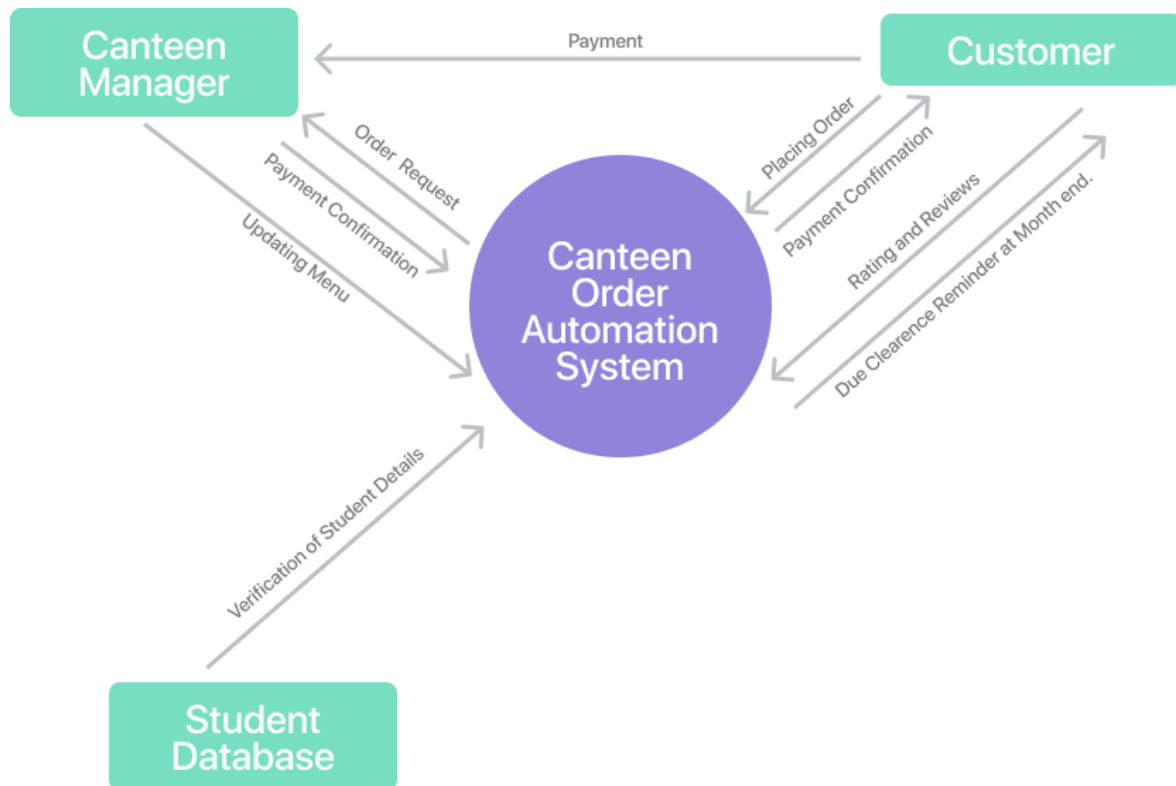 Canteen
Manager
Payment
Customer
Order Request
Payment Confirmation
Updating Menu
Placing Order
Payment Confirmation
Rating and Reviews
Due Clearence Reminder at Month end.
Canteen
Order
Automation
System
Verification of Student Details
Student
Database